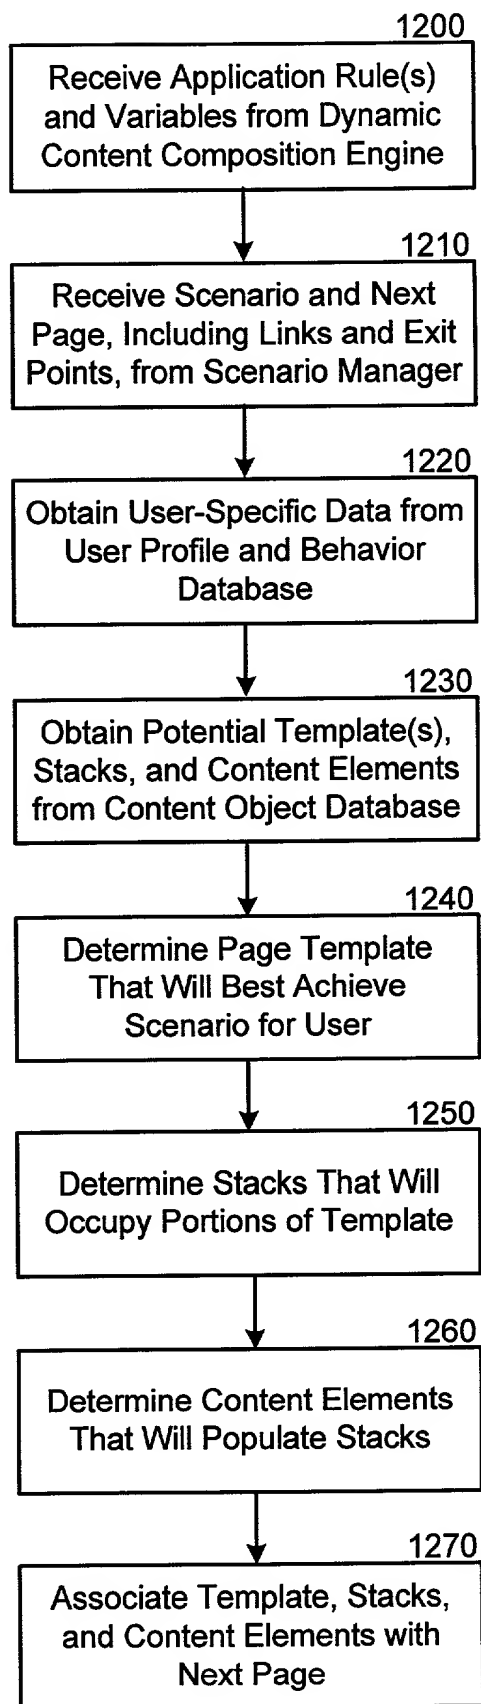 1200
Receive Application Rule(s)
and Variables from Dynamic
Content Composition Engine
1210
Receive Scenario and Next
Page, Including Links and Exit
Points, from Scenario Manager
1220
Obtain User-Specific Data from
User Profile and Behavior
Database
1230
Obtain Potential Template(s),
Stacks, and Content Elements
from Content Object Database
1240
Determine Page Template
That Will Best Achieve
Scenario for User
1250
Determine Stacks That Will
Occupy Portions of Template
1260
Determine Content Elements
That Will Populate Stacks
1270
Associate Template, Stacks,
and Content Elements with
Next Page